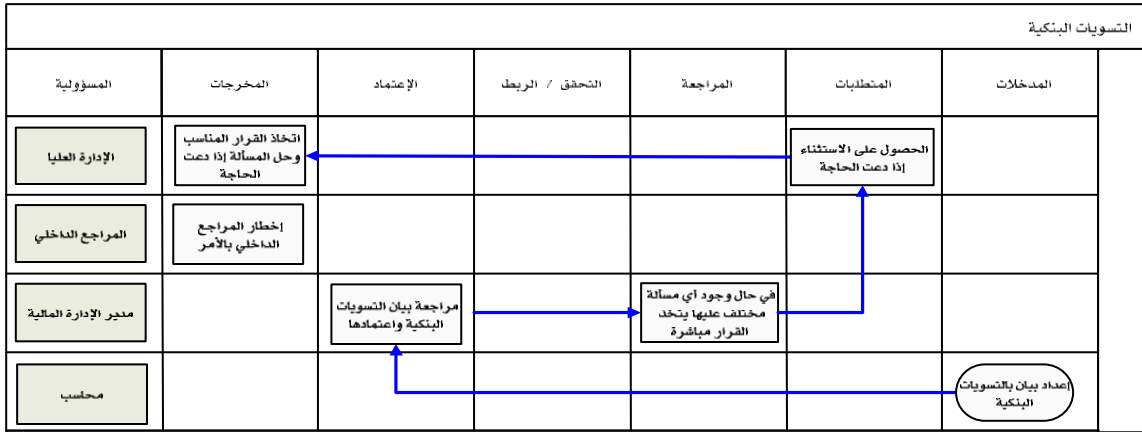 التسويات البنكية
المدخلات
المتطلبات
المراجعة
التحقق / الربط
الإعتماد
المخرجات
المسؤولية
الحصول على الاستثناء
إذا دعت الحاجة
اتخاذ القرار المناسب
وحل المسألة إذا دعت
الحاجة
الإدارة العليا
إخطار المراجع
الداخلي بالأمر
المراجع الداخلي
في حال وجود أي مسألة
مختلف عليها يتخذ
القرار مباشرة
مراجعة بيان التسويات
البنكية واعتمادها
مدير الإدارة المالية
إعداد بيان بالتسويات
البنكية
محاسب